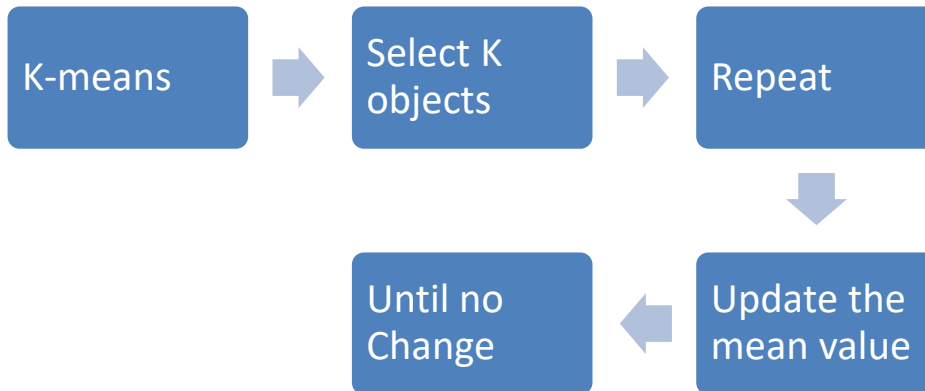 K-means
Select K
objects
Repeat
Update the
mean value
Until no
Change